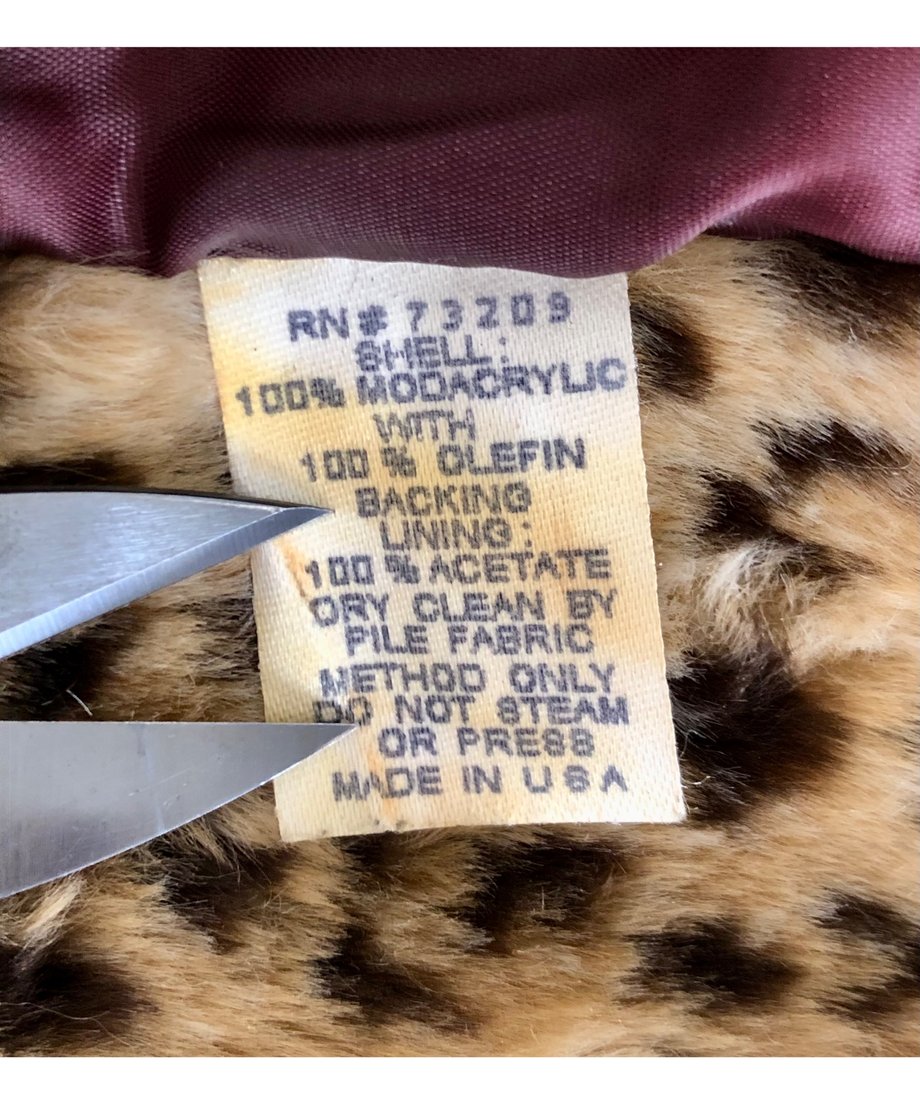 RN# 73209
SHELL:
100% MODACRYLIC
WITH
100% OLEFIN
BACKING
LINING:
100% ACETATE
DRY CLEAN BY
PILE FABRIC
METHOD ONLY
DO NOT STEAM
OR PRESS
MADE IN USA